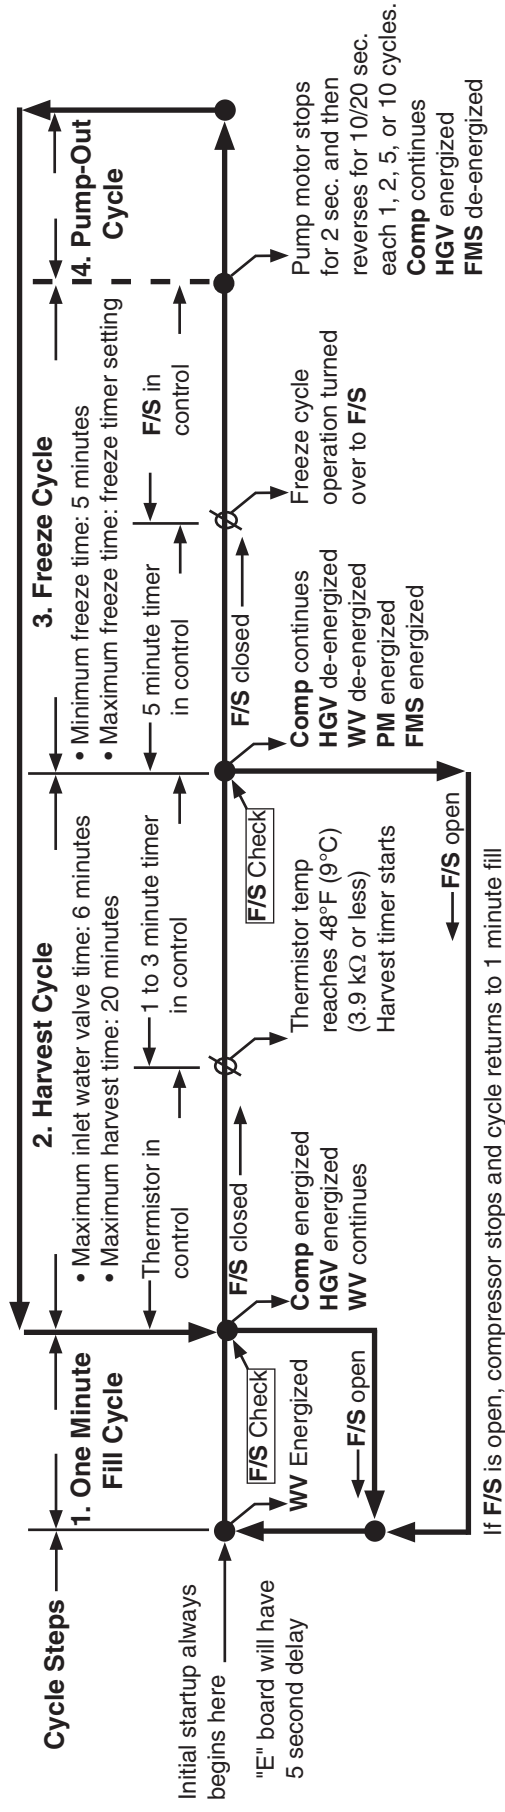 Cycle Steps
1. One Minute
Fill Cycle
2. Harvest Cycle
• Maximum inlet water valve time: 6 minutes
• Maximum harvest time: 20 minutes
3. Freeze Cycle
• Minimum freeze time: 5 minutes
• Maximum freeze time: freeze timer setting
4. Pump-Out
Cycle
Thermistor in
control
1 to 3 minute timer
in control
5 minute timer
in control
F/S in
control
Initial startup always
begins here
"E" board will have
5 second delay
F/S closed
F/S closed
F/S Check
F/S Check
WV Energized
F/S open
Comp energized
HGV energized
WV continues
Thermistor temp
reaches 48°F (9°C)
(3.9 kΩ or less)
Harvest timer starts
F/S open
Comp continues
HGV de-energized
WV de-energized
PM energized
FMS energized
Freeze cycle
operation turned
over to F/S
Pump motor stops
for 2 sec. and then
reverses for 10/20 sec.
each 1, 2, 5, or 10 cycles.
Comp continues
HGV energized
FMS de-energized
If F/S is open, compressor stops and cycle returns to 1 minute fill